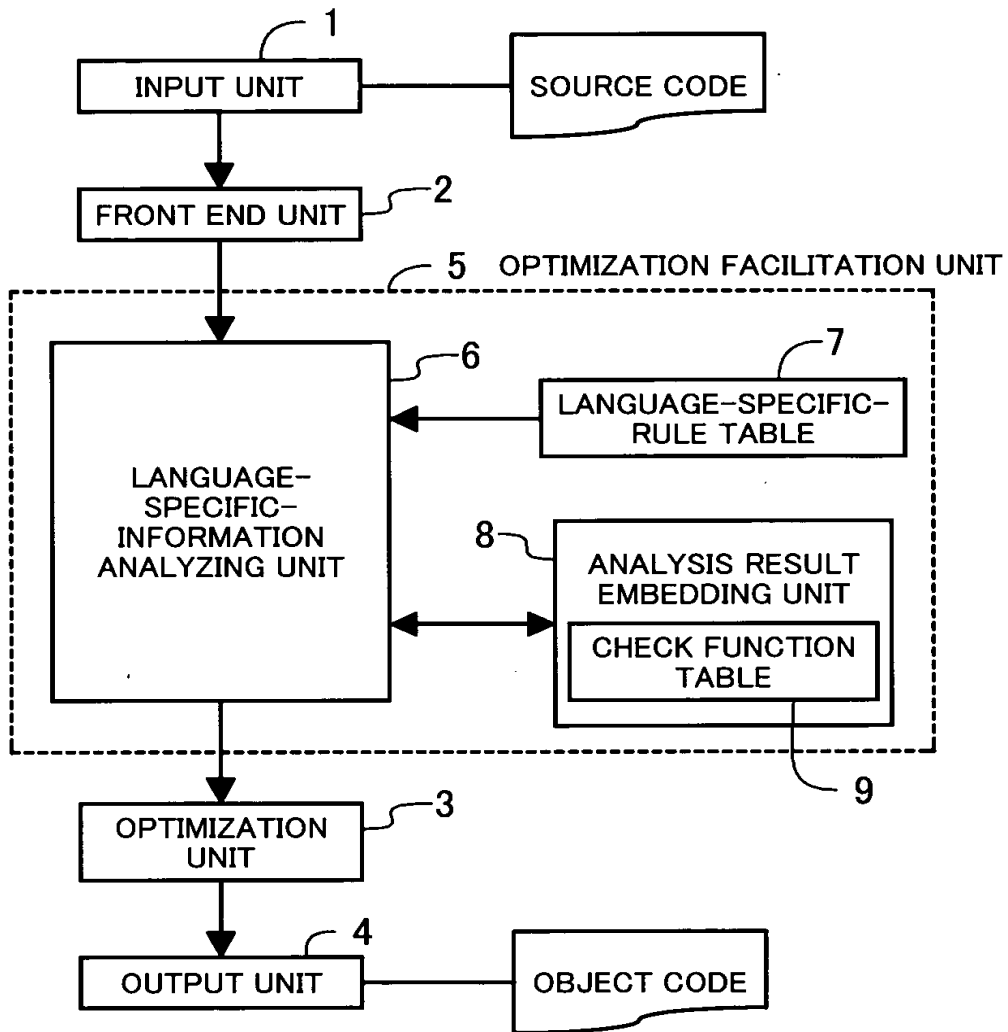 1
INPUT UNIT
SOURCE CODE
2
FRONT END UNIT
5 OPTIMIZATION FACILITATION UNIT
6
7
LANGUAGE-SPECIFIC-
RULE TABLE
LANGUAGE-
SPECIFIC-
INFORMATION
ANALYZING UNIT
8
ANALYSIS RESULT
EMBEDDING UNIT
CHECK FUNCTION
TABLE
9
3
OPTIMIZATION
UNIT
4
OUTPUT UNIT
OBJECT CODE